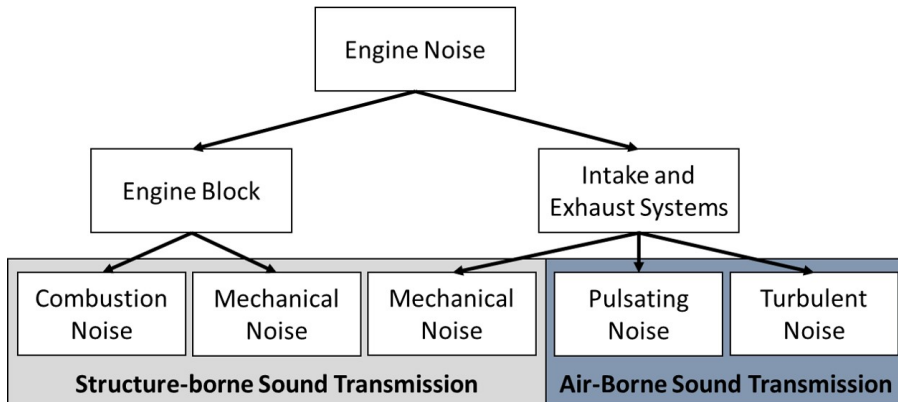 Engine Noise
Engine Block
Intake and
Exhaust Systems
Combustion
Noise
Mechanical
Noise
Mechanical
Noise
Pulsating
Noise
Turbulent
Noise
Structure-borne Sound Transmission
Air-Borne Sound Transmission